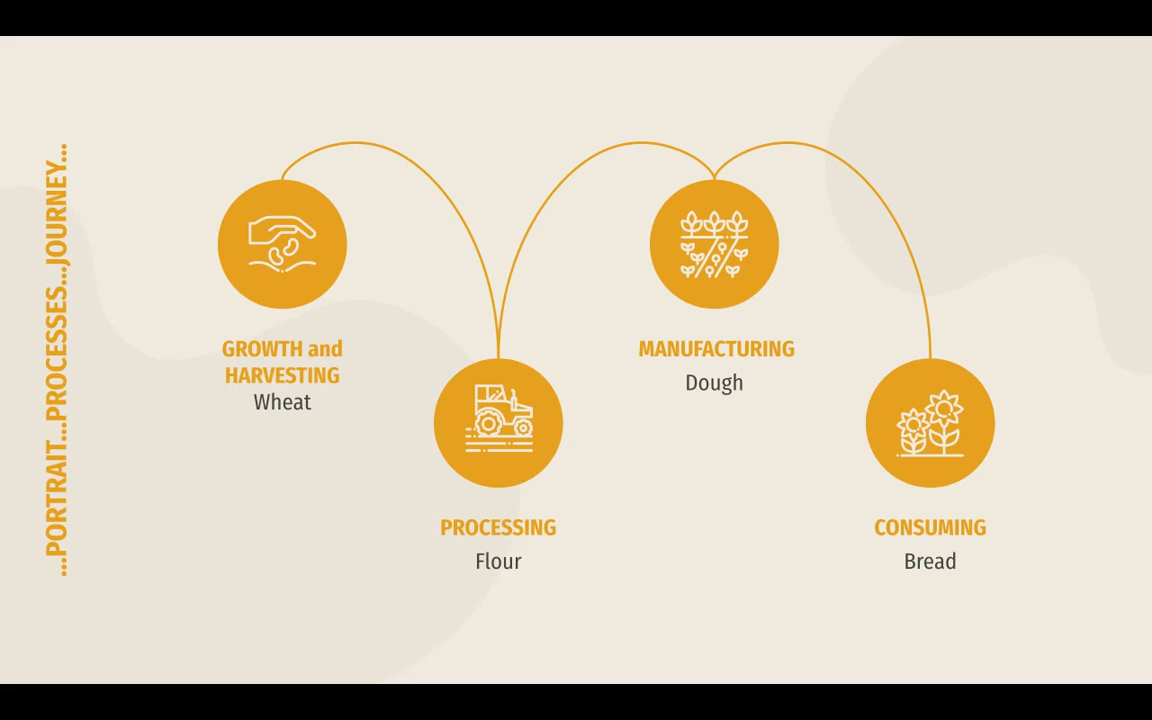 ...PORTRAIT...PROCESSES...JOURNEY...
GROWTH and
HARVESTING
Wheat
PROCESSING
Flour
MANUFACTURING
Dough
CONSUMING
Bread